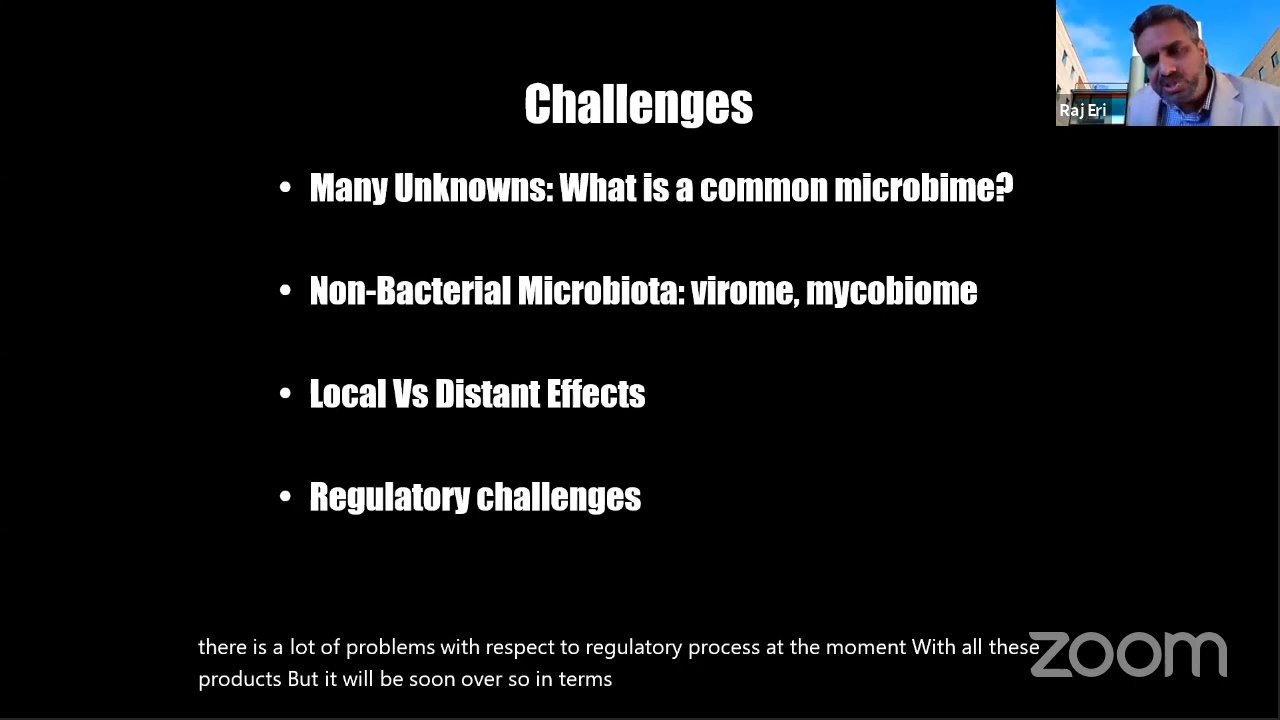 Challenges
Raj Eri
• Many Unknowns: What is a common microbime?
• Non-Bacterial Microbiota: virome, mycobiome
• Local Vs Distant Effects
• Regulatory challenges
there is a lot of problems with respect to regulatory process at the moment With all these
products But it will be soon over so in terms
zoom